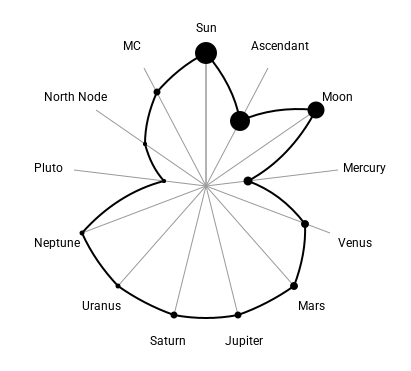 Sun
MC
Ascendant
North Node
Moon
Pluto
Mercury
Neptune
Venus
Uranus
Mars
Saturn
Jupiter